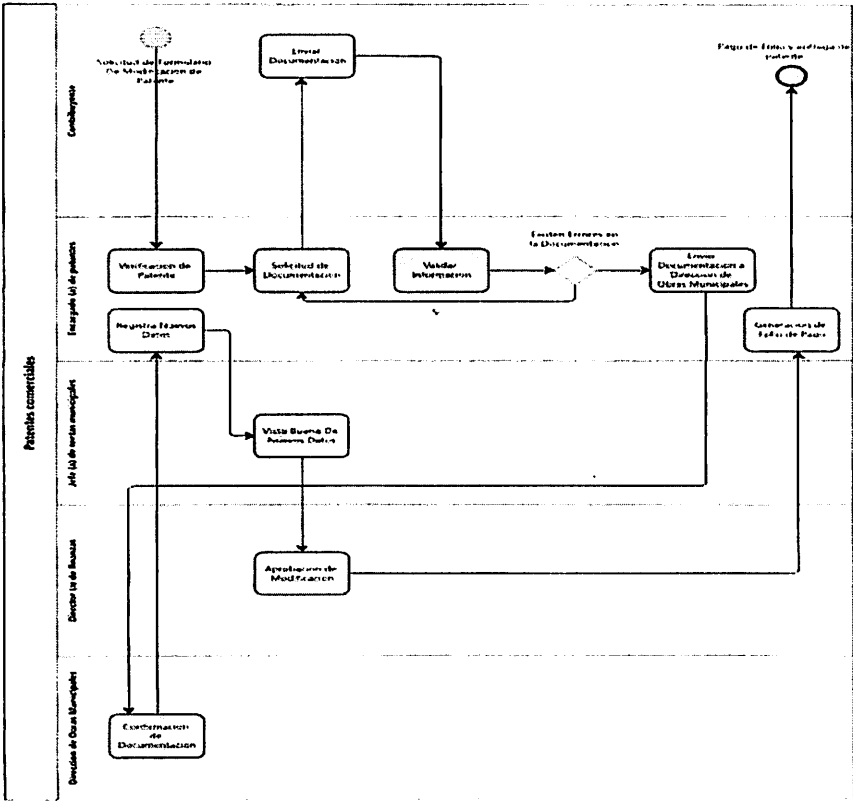 Patentes comerciales
Contribuyente
Solicitud de Formulario
De Modificacion de
Patente
Enviar
Documentacion
Pago de Folio y entrega de
patente
Encargado (a) de patentes
Verificacion de
Patente
Solicitud de
Documentacion
Validar
Informacion
Existen Errores en
la Documentacion
Enviar
Documentacion a
Direccion de
Obras Municipales
Registra Nuevos
Datos
Generacion de
Folio de Pago
Jefe (a) de rentas municipales
Visto Bueno De
Nuevos Datos
Director (a) de finanzas
Aprobacion de
Modificacion
Direccion de Obras Municipales
Confirmacion
de
Documentacion